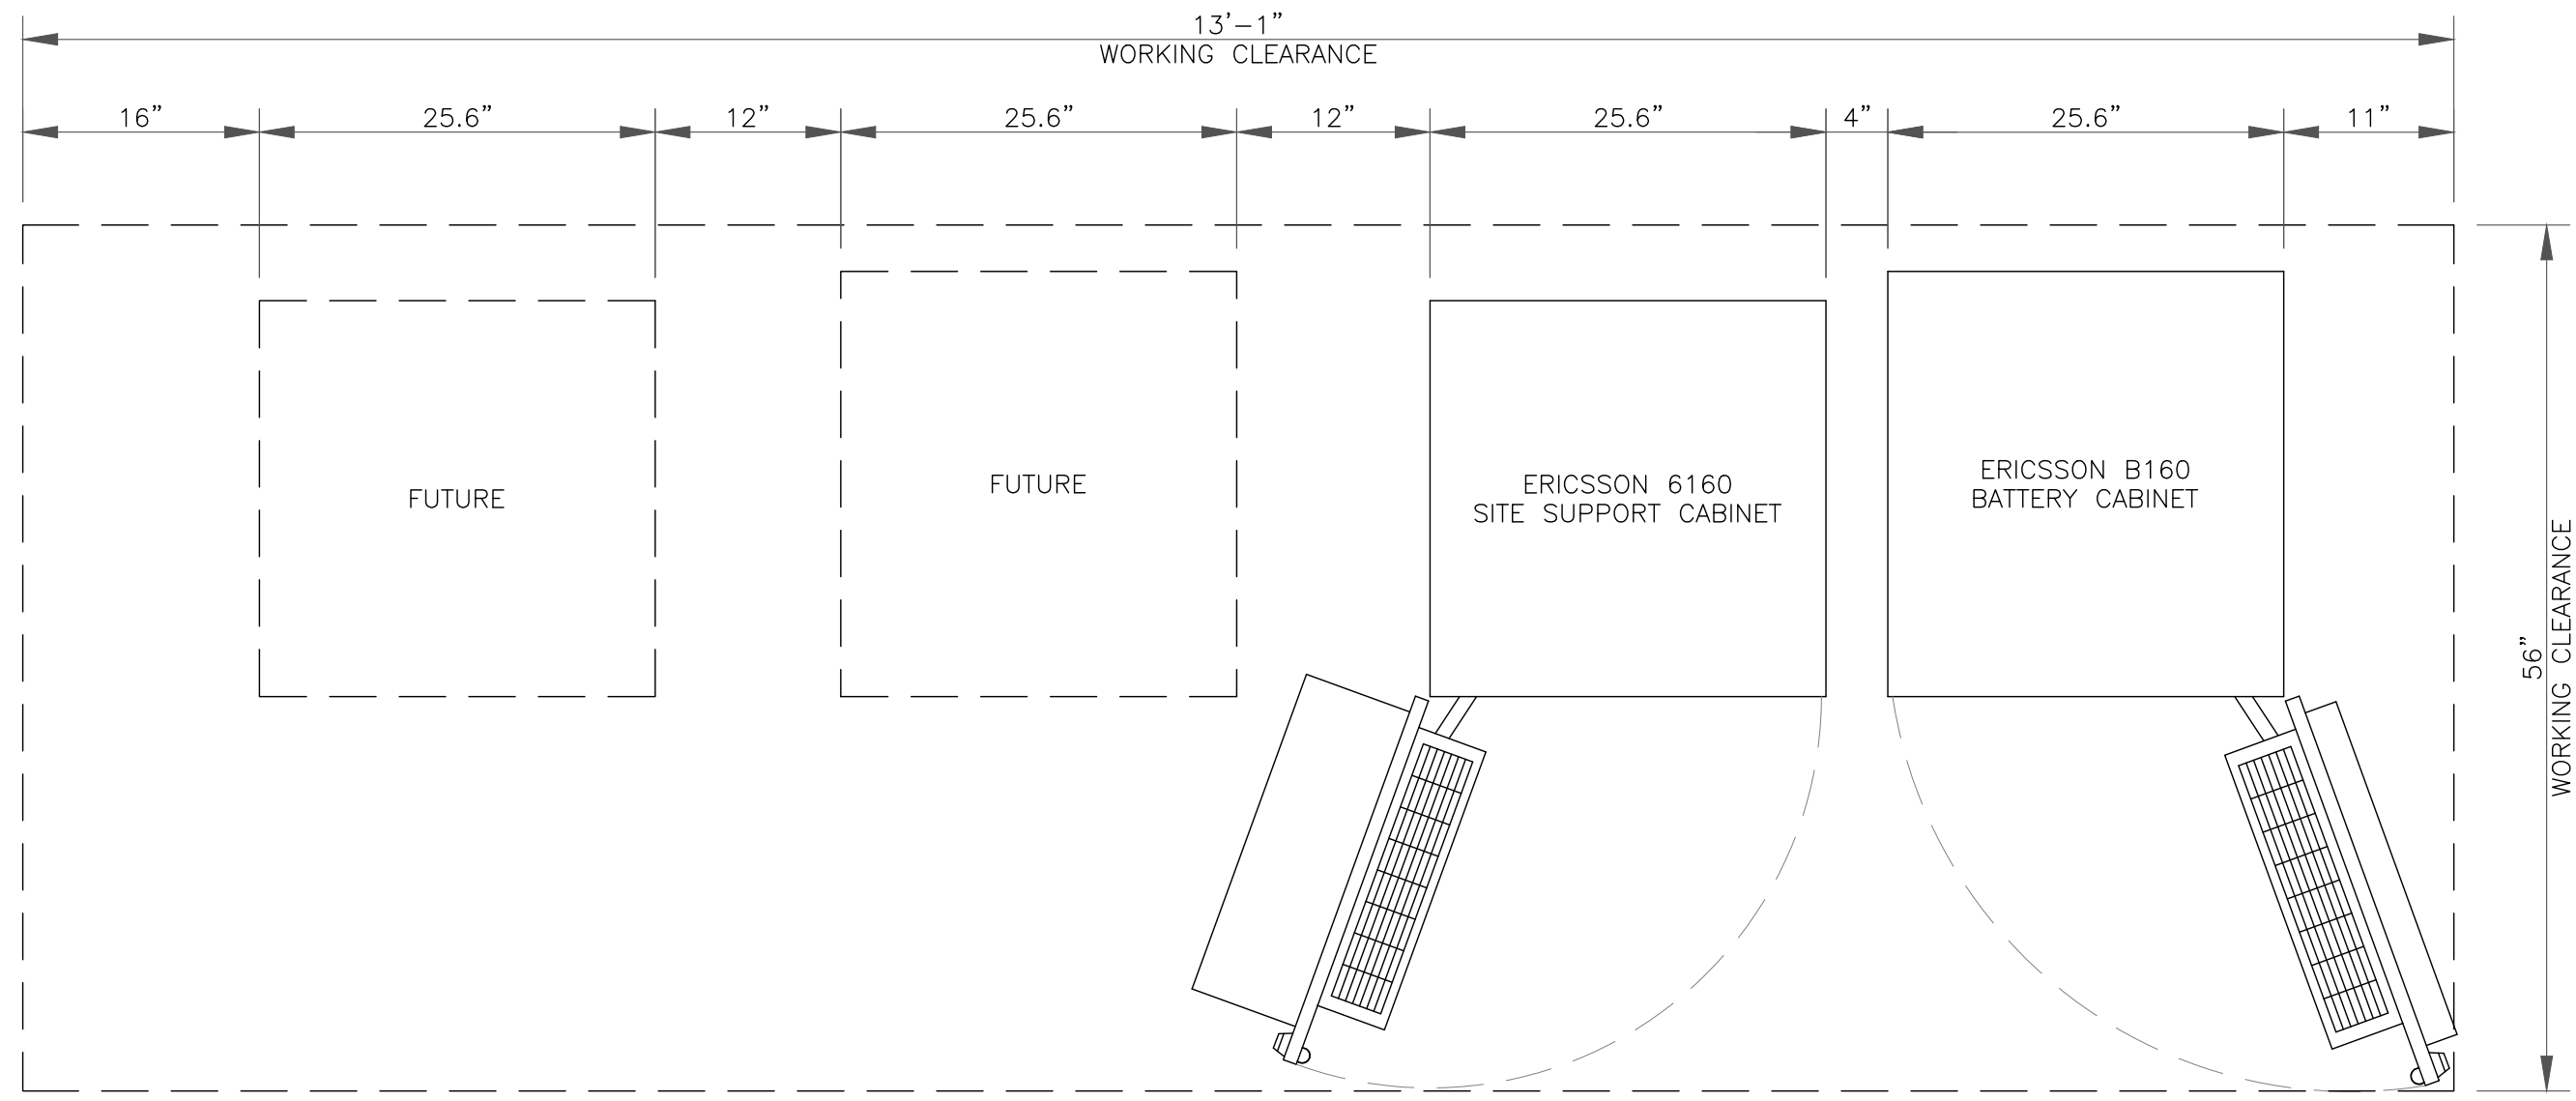 13'-1"
WORKING CLEARANCE
16"
25.6"
12"
25.6"
12"
25.6"
4"
25.6"
11"
FUTURE
FUTURE
ERICSSON 6160
SITE SUPPORT CABINET
ERICSSON B160
BATTERY CABINET
56"
WORKING CLEARANCE